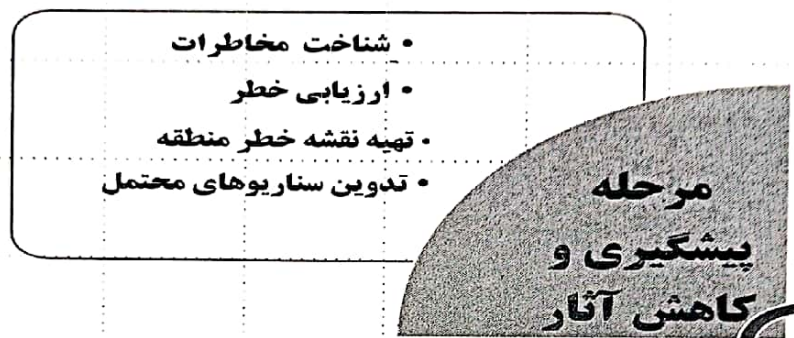 • شناخت مخاطرات
• ارزیابی خطر
• تهیه نقشه خطر منطقه
• تدوین سناریوهای محتمل
مرحله
پیشگیری و
کاهش آثار